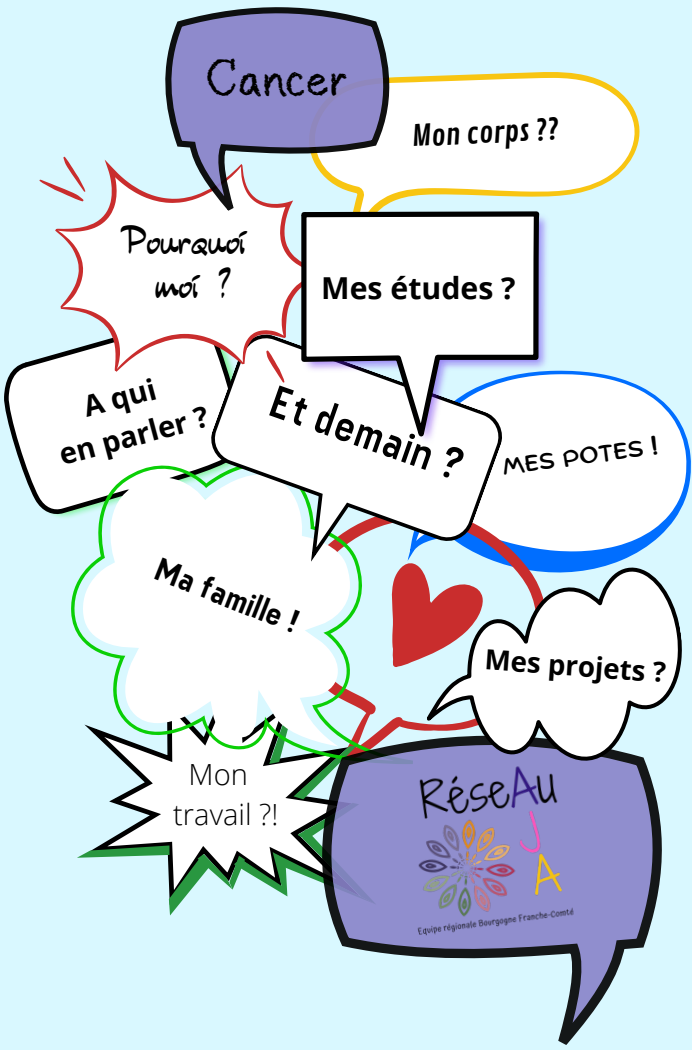 Cancer
Mon corps ??
Pourquoi
moi ?
Mes études ?
A qui
en parler ?
Et demain ?
MES POTES !
Ma famille !
Mes projets ?
Mon
travail ?!
RéseAu
J
A
Equipe régionale Bourgogne Franche-Comté